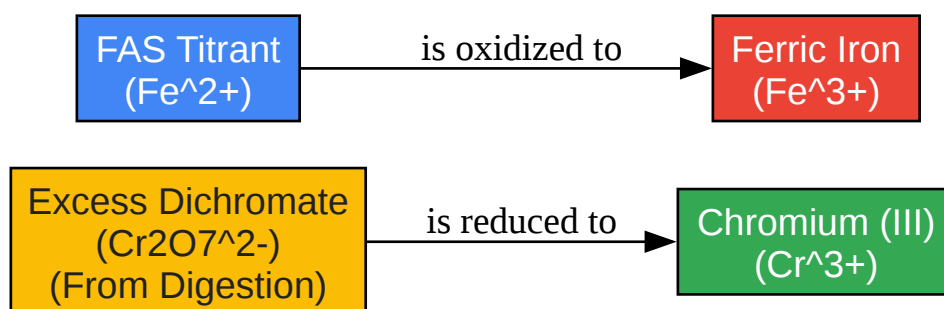 FAS Titrant
(Fe^2+)
is oxidized to
Ferric Iron
(Fe^3+)
Excess Dichromate
(Cr2O7^2-)
(From Digestion)
is reduced to
Chromium (III)
(Cr^3+)